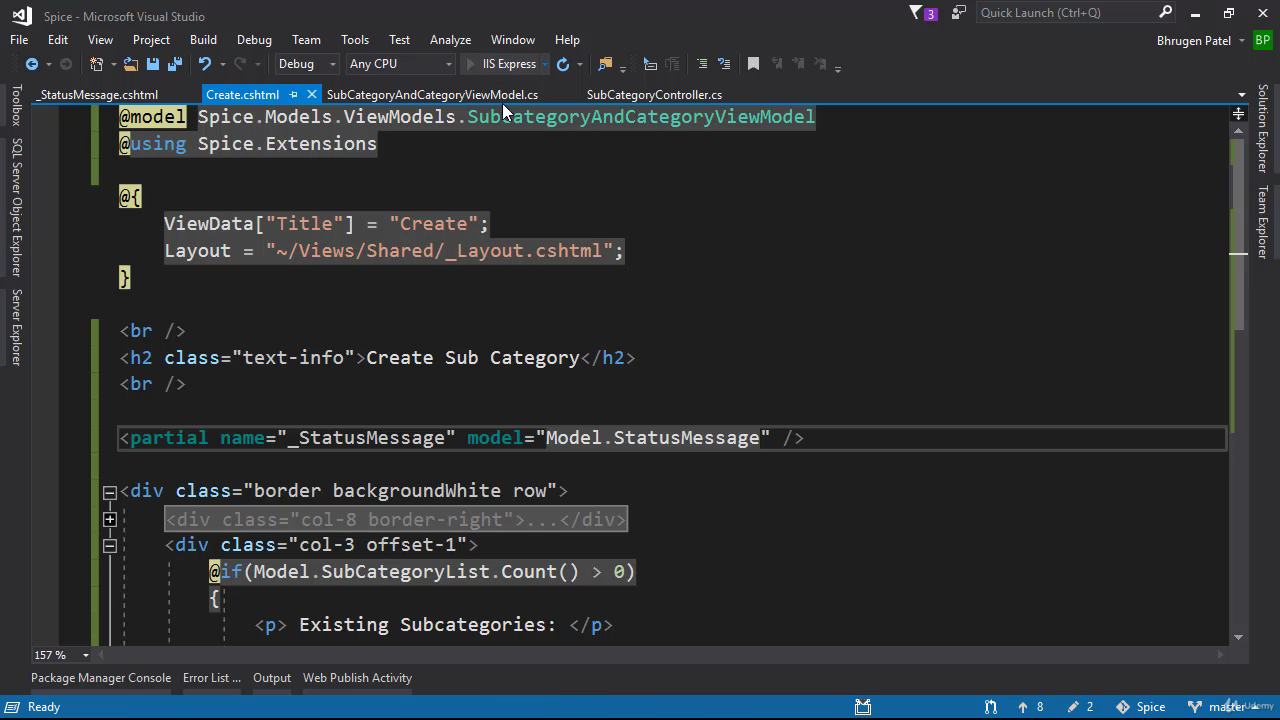 Spice - Microsoft Visual Studio
3
Quick Launch (Ctrl+Q)
File Edit View Project Build Debug Team Tools Test Analyze Window Help
Bhrugen Patel BP
Debug Any CPU IIS Express
_StatusMessage.cshtml Create.cshtml SubCategoryAndCategoryViewModel.cs SubCategoryController.cs
Toolbox
SQL Server Object Explorer
Server Explorer
Solution Explorer
Team Explorer
@model Spice.Models.ViewModels.SubCategoryAndCategoryViewModel
@using Spice.Extensions
@{
ViewData["Title"] = "Create";
Layout = "~/Views/Shared/_Layout.cshtml";
}
<br />
<h2 class="text-info">Create Sub Category</h2>
<br />
<partial name="_StatusMessage" model="Model.StatusMessage" />
<div class="border backgroundWhite row">
<div class="col-8 border-right">...</div>
<div class="col-3 offset-1">
@if(Model.SubCategoryList.Count() > 0)
{
<p> Existing Subcategories: </p>
157 %
Package Manager Console Error List ... Output Web Publish Activity
Ready 8 2 Spice master
Udemy